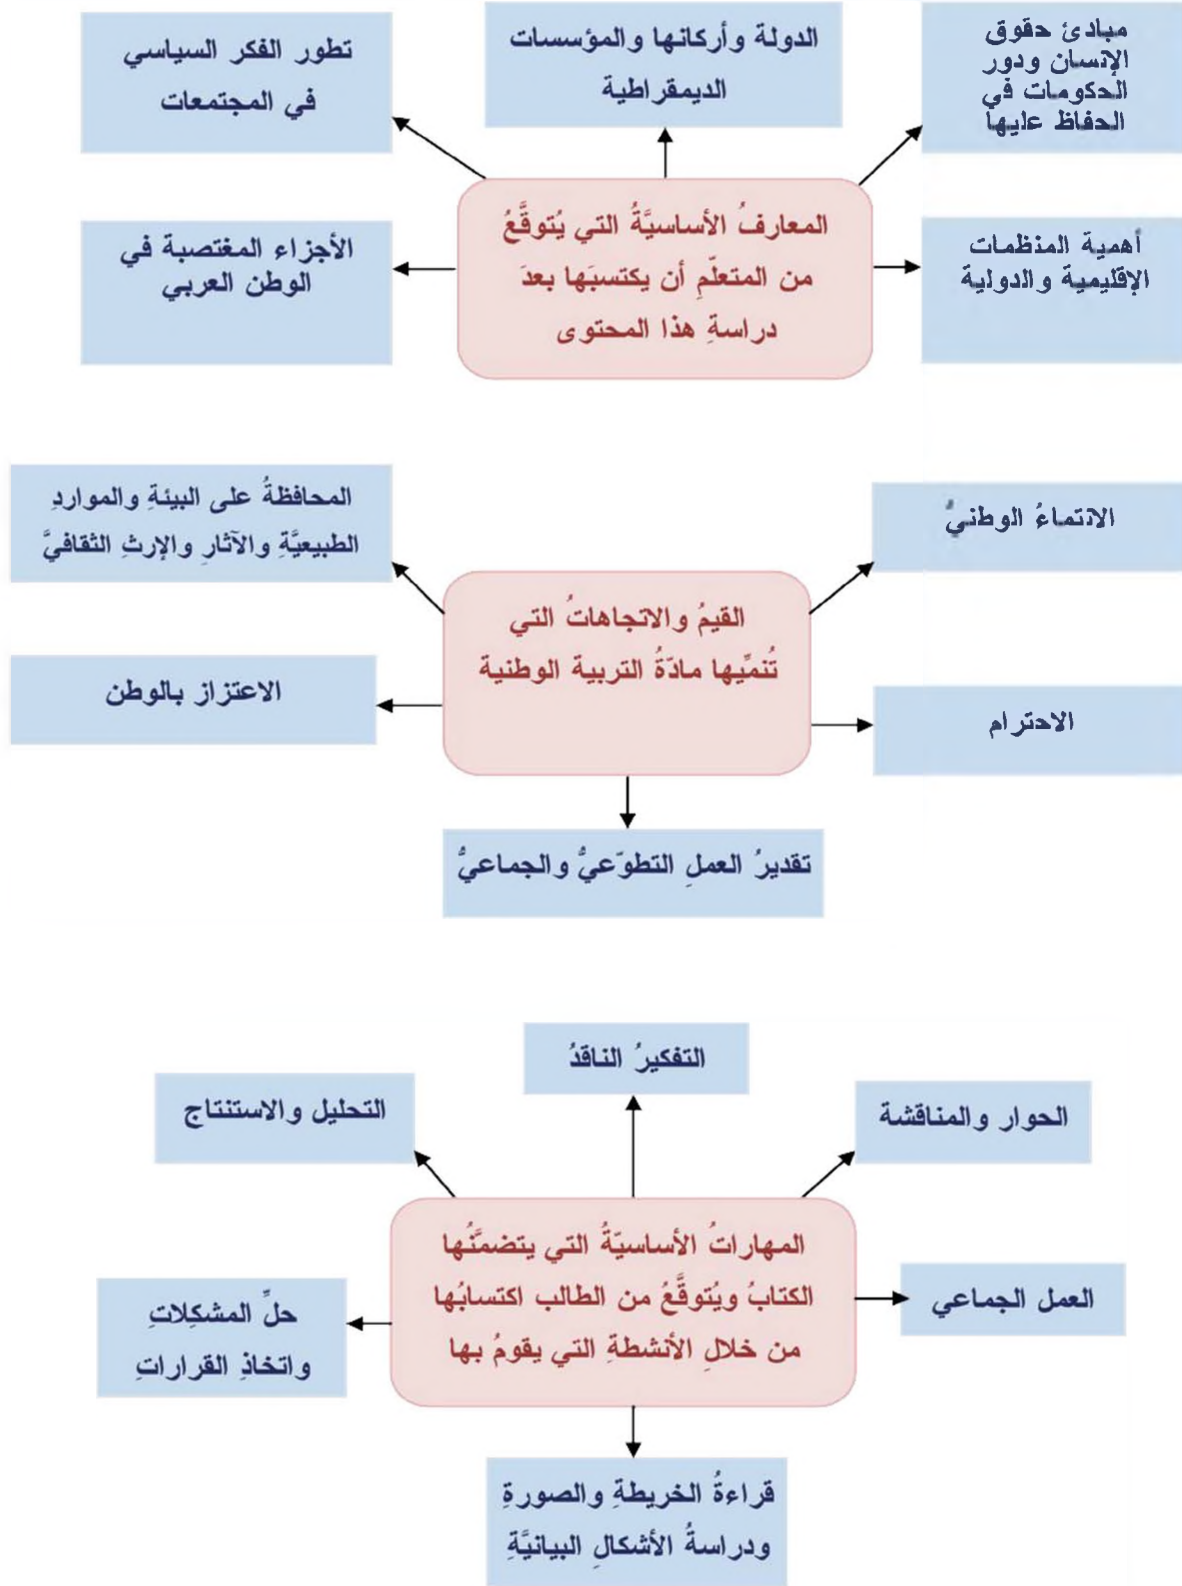 مبادئ حقوق
الإنسان ودور
الحكومات في
الحفاظ عليها
الدولة وأركانها والمؤسسات
الديمقراطية
تطور الفكر السياسي
في المجتمعات
المعارفُ الأساسيَّةُ التي يُتوقَّعُ
من المتعلّمِ أن يكتسبَها بعدَ
دراسةِ هذا المحتوى
أهمية المنظمات
الإقليمية والدولية
الأجزاء المغتصبة في
الوطن العربي
الانتماءُ الوطنيُّ
المحافظةُ على البيئةِ والمواردِ
الطبيعيَّةِ والآثارِ والإرثِ الثقافيَّ
القيمُ والاتجاهاتُ التي
تُنمِّيها مادّةُ التربية الوطنية
الاحترام
الاعتزاز بالوطن
تقديرُ العملِ التطوّعيُّ والجماعيُّ
التفكيرُ الناقدُ
الحوار والمناقشة
التحليل والاستنتاج
المهاراتُ الأساسيّةُ التي يتضمَّنُها
الكتابُ ويُتوقَّعُ من الطالب اكتسابُها
من خلالِ الأنشطةِ التي يقومُ بها
العمل الجماعي
حلِّ المشكِلاتِ
واتخاذِ القراراتِ
قراءةُ الخريطةِ والصورةِ
ودراسةُ الأشكالِ البيانيَّةِ